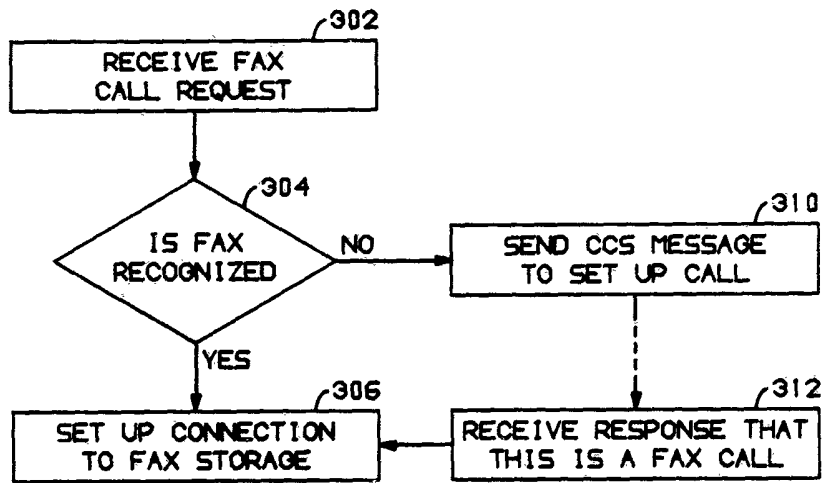 302
RECEIVE FAX
CALL REQUEST
304
IS FAX
RECOGNIZED
NO
310
SEND CCS MESSAGE
TO SET UP CALL
YES
306
SET UP CONNECTION
TO FAX STORAGE
312
RECEIVE RESPONSE THAT
THIS IS A FAX CALL